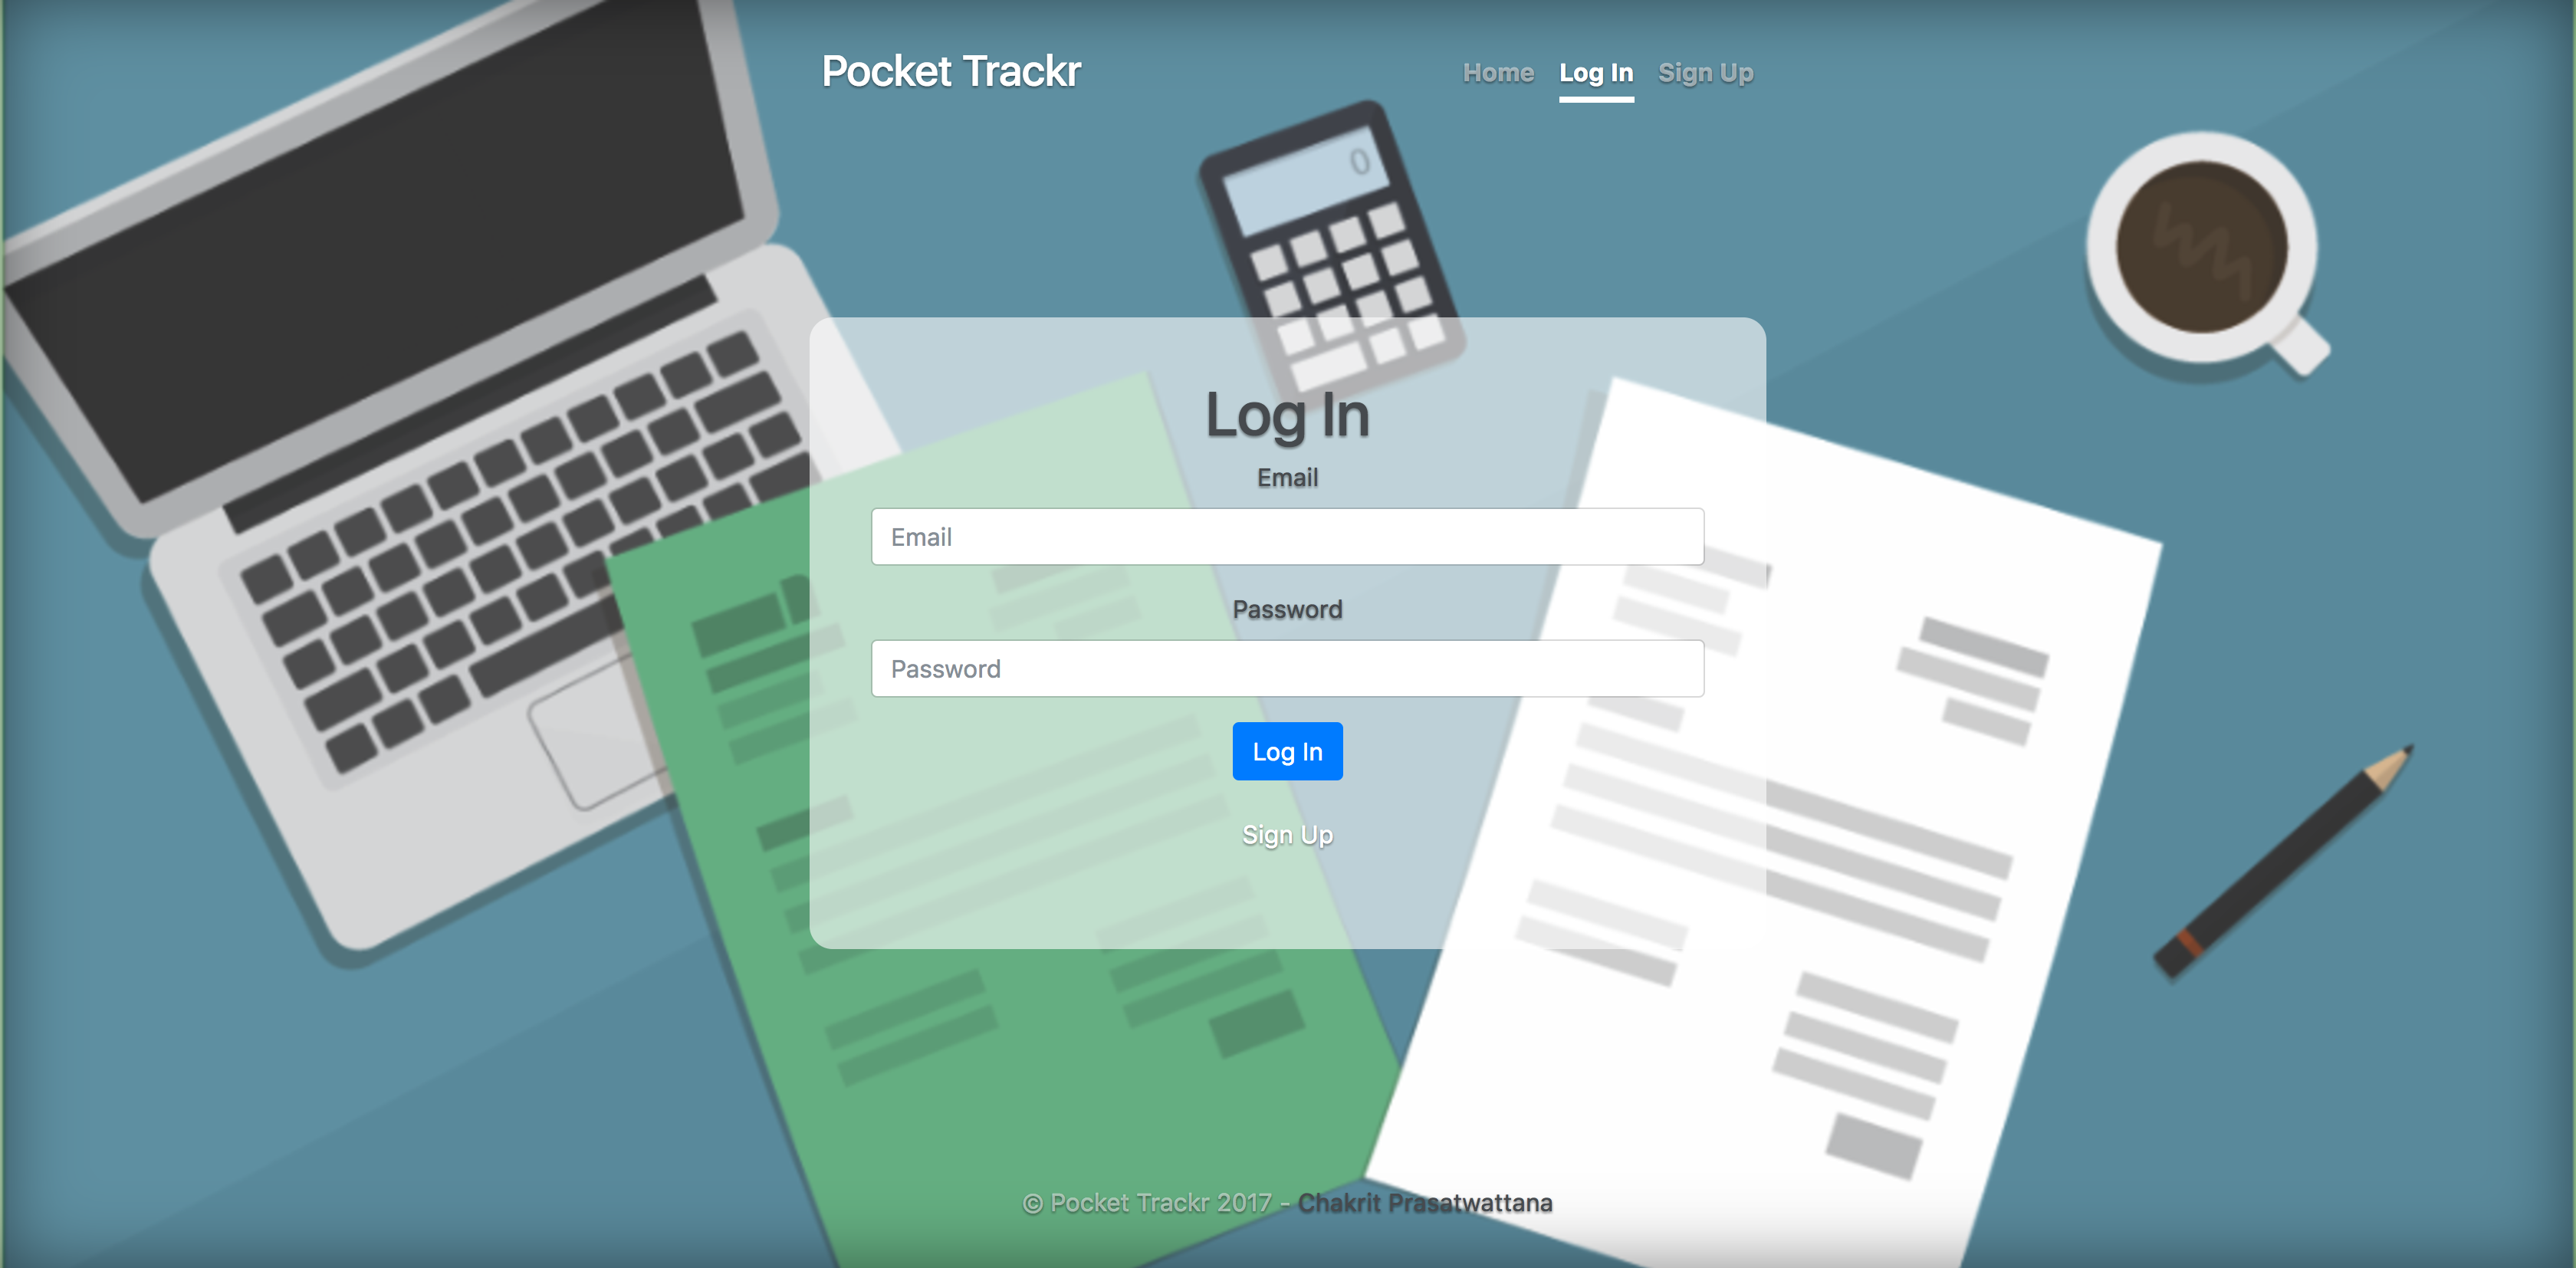 Pocket Trackr
Home Log In Sign Up
0
Log In
Email
Email
Password
Password
Log In
Sign Up
© Pocket Trackr 2017 - Chakrit Prasatwattana